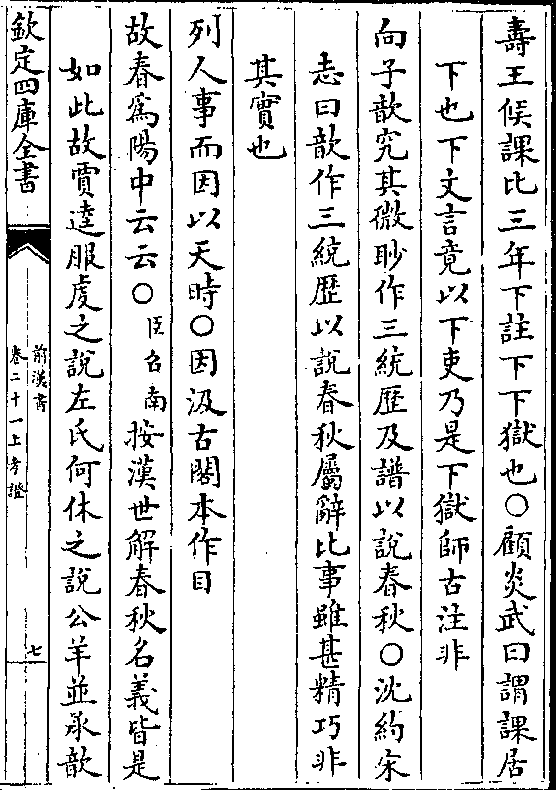 壽王候課比三年下註下下獄也○顧炎武曰謂課居
下也下文言竟以下吏乃是下獄師古注非
向子歆究其微眇作三統歷及譜以說春秋○沈約宋
志曰歆作三統歷以說春秋屬辭比事雖甚精巧非
其實也
列人事而因以天時○因汲古閣本作目
故春爲陽中云云○臣召南按漢世解春秋名義皆是
如此故賈逵服虔之說左氏何休之說公羊並承歆
欽定四庫全書
前漢書
卷二十一上考證
七